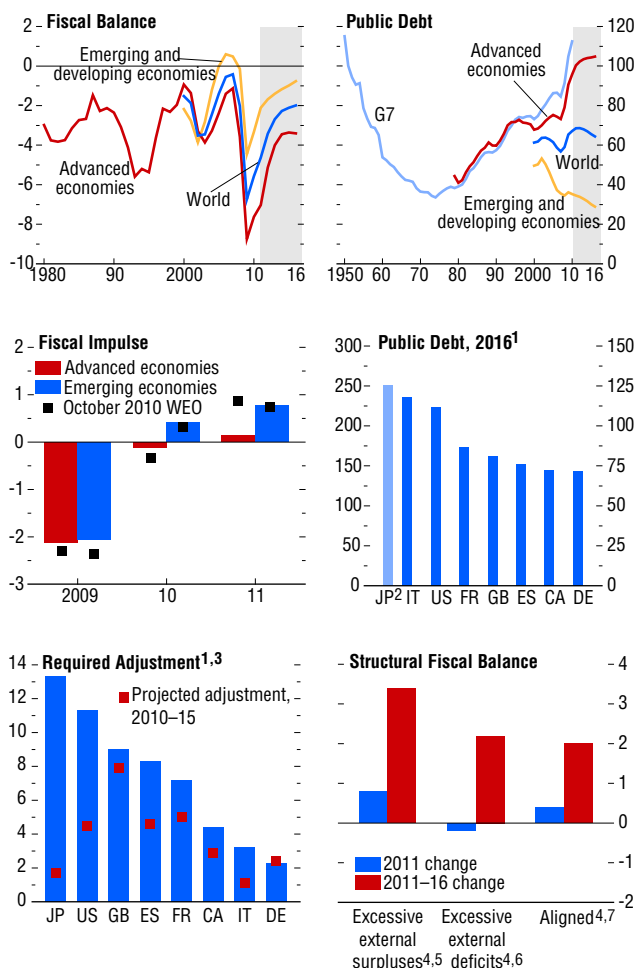 Fiscal Balance
2
0
-2
-4
-6
-8
-10
Emerging and
developing economies
Advanced
economies
World
1980 90 2000 10 16
Public Debt
120
100
80
60
40
20
0
Advanced
economies
G7
World
Emerging and
developing economies
1950 60 70 80 90 2000 10 16
Fiscal Impulse
Advanced economies
Emerging economies
October 2010 WEO
2
1
0
-1
-2
-3
2009 10 11
Public Debt, 2016¹
300
250
200
150
100
50
0
150
125
100
75
50
25
0
JP² IT US FR GB ES CA DE
Required Adjustment¹,³
14
12
10
8
6
4
2
0
Projected adjustment,
2010–15
JP US GB ES FR CA IT DE
Structural Fiscal Balance
4
3
2
1
0
-1
-2
2011 change
2011–16 change
Excessive
external
surpluses⁴,⁵
Excessive
external
deficits⁴,⁶
Aligned⁴,⁷